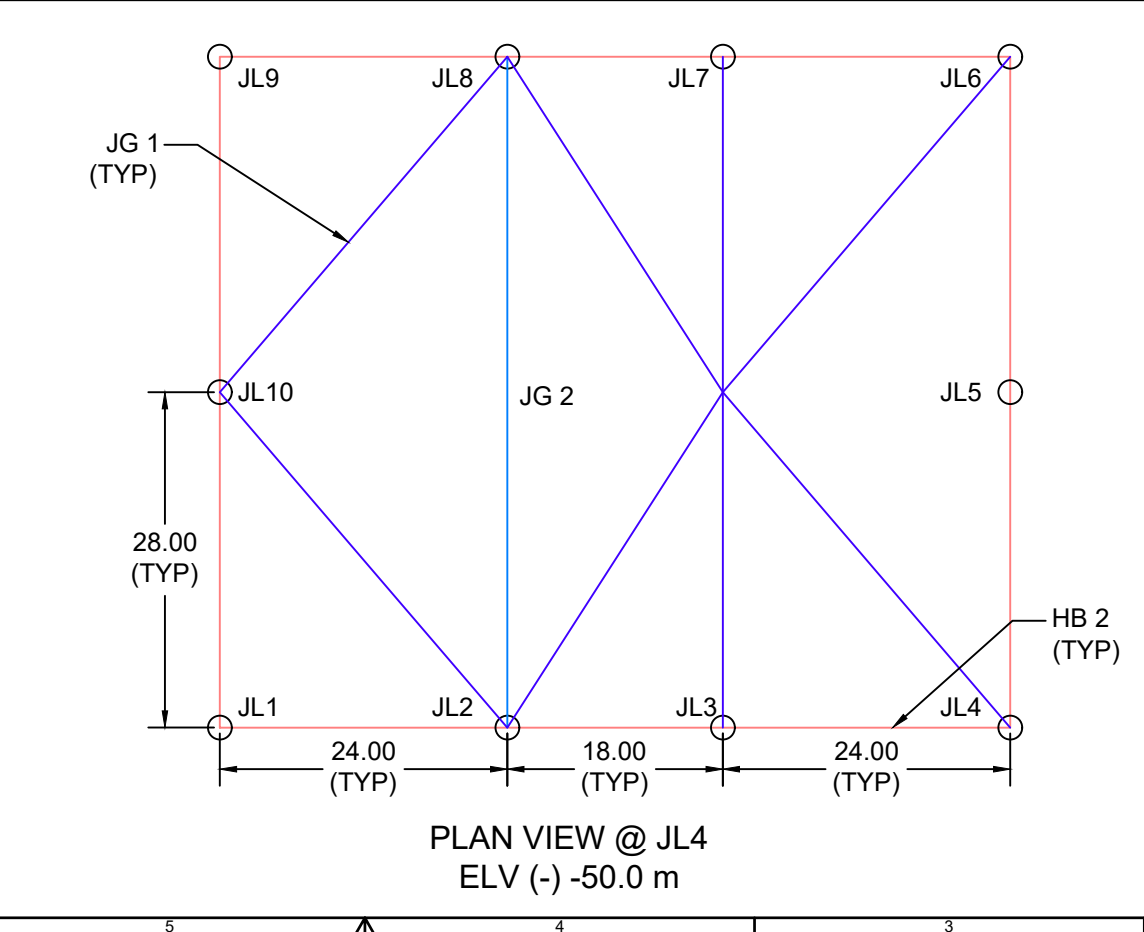 JL9
JL8
JL7
JL6
JG 1
(TYP)
JL10
JG 2
JL5
28.00
(TYP)
HB 2
(TYP)
JL1
JL2
JL3
JL4
24.00
(TYP)
18.00
(TYP)
24.00
(TYP)
PLAN VIEW @ JL4
ELV (-) -50.0 m
5
4
3